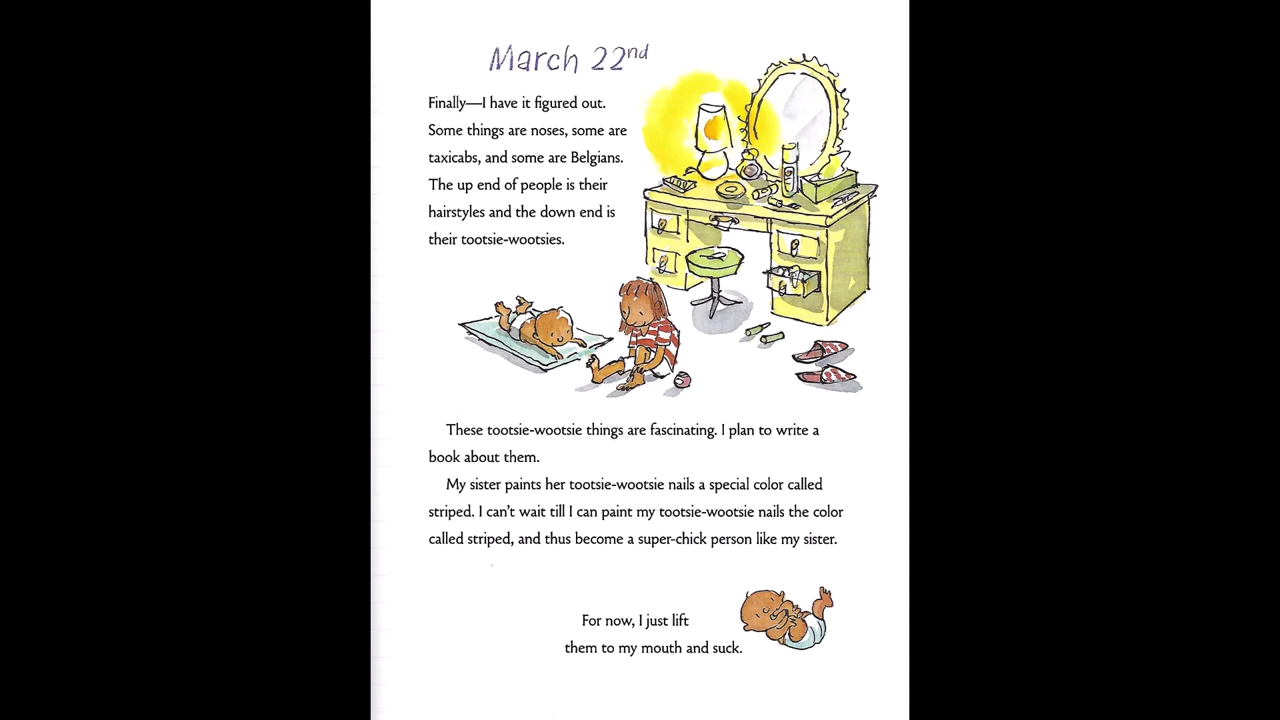 March 22nd
Finally—I have it figured out.
Some things are noses, some are
taxicabs, and some are Belgians.
The up end of people is their
hairstyles and the down end is
their tootsie-wootsies.
These tootsie-wootsie things are fascinating. I plan to write a
book about them.
My sister paints her tootsie-wootsie nails a special color called
striped. I can't wait till I can paint my tootsie-wootsie nails the color
called striped, and thus become a super-chick person like my sister.
For now, I just lift
them to my mouth and suck.